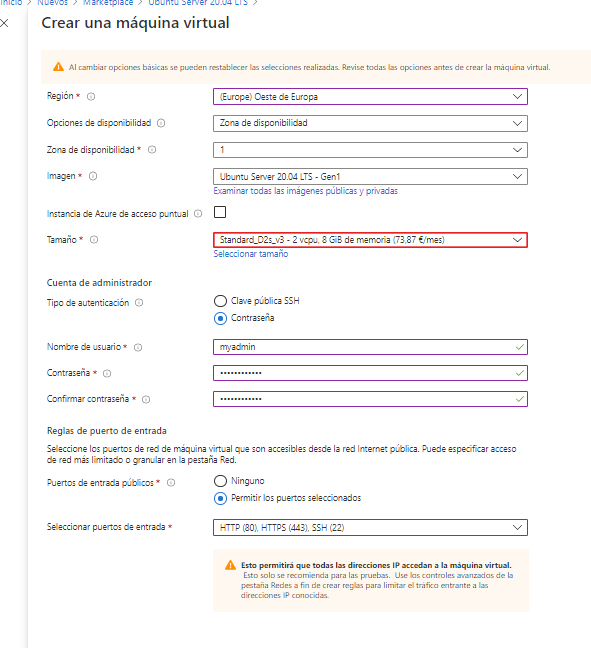 Inicio > Nuevos > Marketplace > Ubuntu Server 20.04 LTS >
Crear una máquina virtual
Al cambiar opciones básicas se pueden restablecer las selecciones realizadas. Revise todas las opciones antes de crear la máquina virtual.
Región * (Europe) Oeste de Europa
Opciones de disponibilidad Zona de disponibilidad
Zona de disponibilidad * 1
Imagen * Ubuntu Server 20.04 LTS - Gen1
Examinar todas las imágenes públicas y privadas
Instancia de Azure de acceso puntual
Tamaño * Standard_D2s_v3 - 2 vcpu, 8 GiB de memoria (73,87 €/mes)
Seleccionar tamaño
Cuenta de administrador
Tipo de autenticación Clave pública SSH
Contraseña
Nombre de usuario * myadmin
Contraseña * ••••••••••••
Confirmar contraseña * ••••••••••••
Reglas de puerto de entrada
Seleccione los puertos de red de máquina virtual que son accesibles desde la red Internet pública. Puede especificar acceso
de red más limitado o granular en la pestaña Red.
Puertos de entrada públicos * Ninguno
Permitir los puertos seleccionados
Seleccionar puertos de entrada * HTTP (80), HTTPS (443), SSH (22)
Esto permitirá que todas las direcciones IP accedan a la máquina virtual.
Esto solo se recomienda para las pruebas. Use los controles avanzados de la
pestaña Redes a fin de crear reglas para limitar el tráfico entrante a las
direcciones IP conocidas.